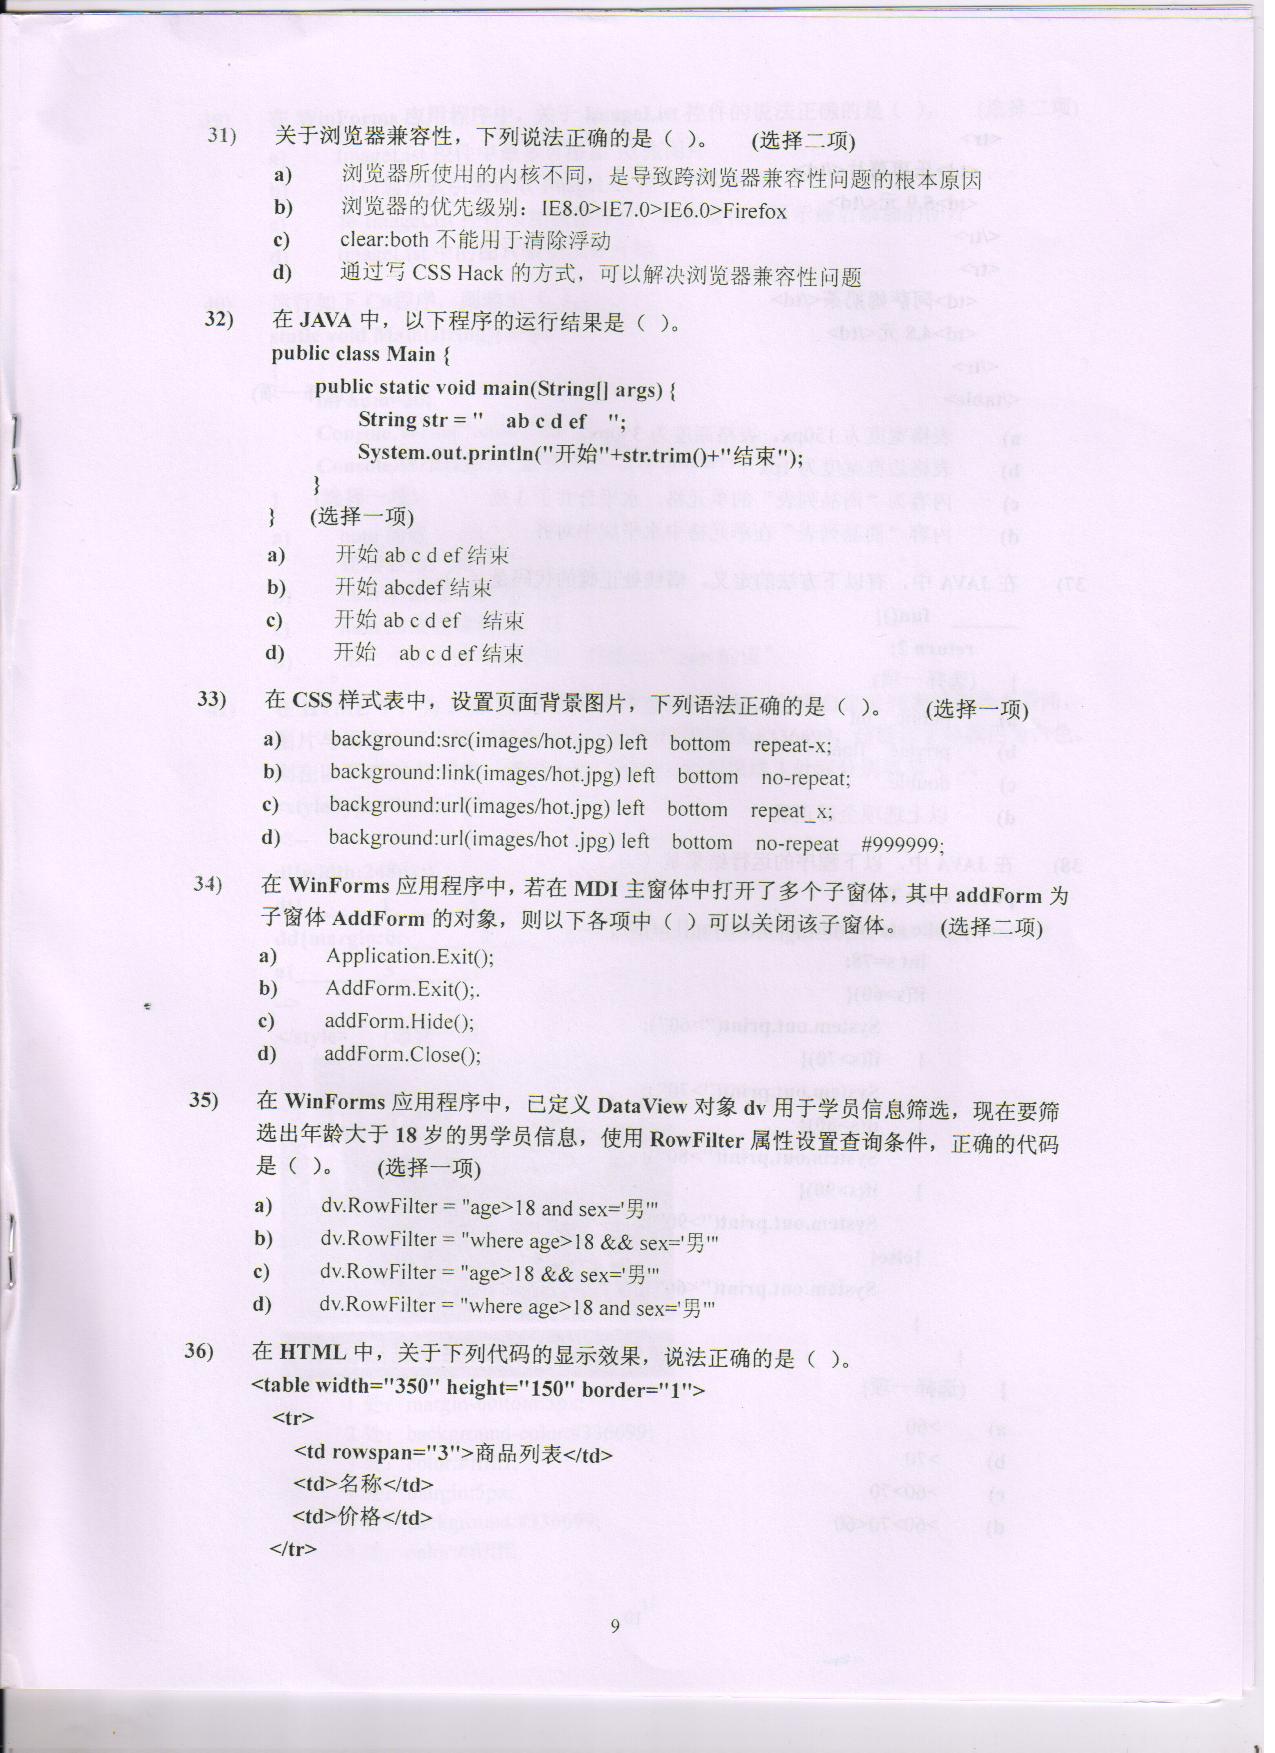 31) 关于浏览器兼容性，下列说法正确的是（ ）。 (选择二项)
a) 浏览器所使用的内核不同，是导致跨浏览器兼容性问题的根本原因
b) 浏览器的优先级别：IE8.0>IE7.0>IE6.0>Firefox
c) clear:both 不能用于清除浮动
d) 通过写 CSS Hack 的方式，可以解决浏览器兼容性问题
32) 在 JAVA 中，以下程序的运行结果是（ ）。
public class Main {
public static void main(String[] args) {
String str = "  ab c d ef  ";
System.out.println("开始"+str.trim()+"结束");
}
} (选择一项)
a) 开始 ab c d ef 结束
b) 开始 abcdef 结束
c) 开始 ab c d ef  结束
d) 开始  ab c d ef 结束
33) 在 CSS 样式表中，设置页面背景图片，下列语法正确的是（ ）。 (选择一项)
a) background:src(images/hot.jpg) left bottom repeat-x;
b) background:link(images/hot.jpg) left bottom no-repeat;
c) background:url(images/hot.jpg) left bottom repeat_x;
d) background:url(images/hot .jpg) left bottom no-repeat #999999;
34) 在 WinForms 应用程序中，若在 MDI 主窗体中打开了多个子窗体，其中 addForm 为
子窗体 AddForm 的对象，则以下各项中（ ）可以关闭该子窗体。 (选择二项)
a) Application.Exit();
b) AddForm.Exit();.
c) addForm.Hide();
d) addForm.Close();
35) 在 WinForms 应用程序中，已定义 DataView 对象 dv 用于学员信息筛选，现在要筛
选出年龄大于 18 岁的男学员信息，使用 RowFilter 属性设置查询条件，正确的代码
是（ ）。 (选择一项)
a) dv.RowFilter = "age>18 and sex='男'"
b) dv.RowFilter = "where age>18 && sex='男'"
c) dv.RowFilter = "age>18 && sex='男'"
d) dv.RowFilter = "where age>18 and sex='男'"
36) 在 HTML 中，关于下列代码的显示效果，说法正确的是（ ）。
<table width="350" height="150" border="1">
<tr>
<td rowspan="3">商品列表</td>
<td>名称</td>
<td>价格</td>
</tr>
9